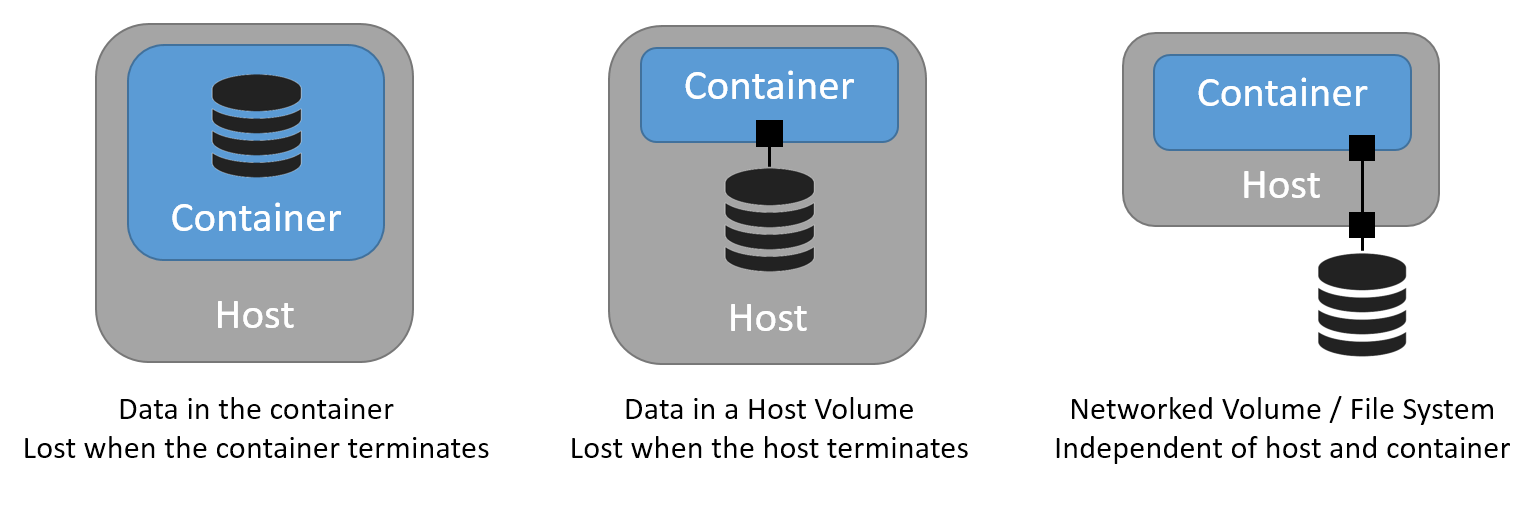 Container
Host
Data in the container
Lost when the container terminates
Container
Host
Data in a Host Volume
Lost when the host terminates
Container
Host
Networked Volume / File System
Independent of host and container